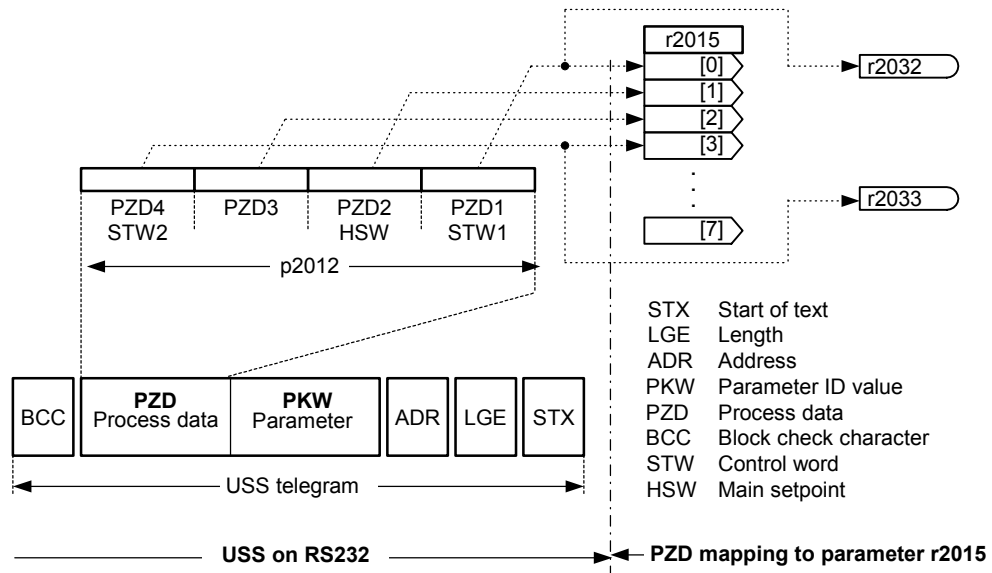 r2015
[0]
r2032
[1]
[2]
[3]
PZD4 PZD3 PZD2 PZD1
STW2 HSW STW1
r2033
[7]
p2012
STX Start of text
LGE Length
ADR Address
PKW Parameter ID value
PZD Process data
BCC Block check character
STW Control word
HSW Main setpoint
BCC PZD Process data PKW Parameter ADR LGE STX
USS telegram
USS on RS232 PZD mapping to parameter r2015